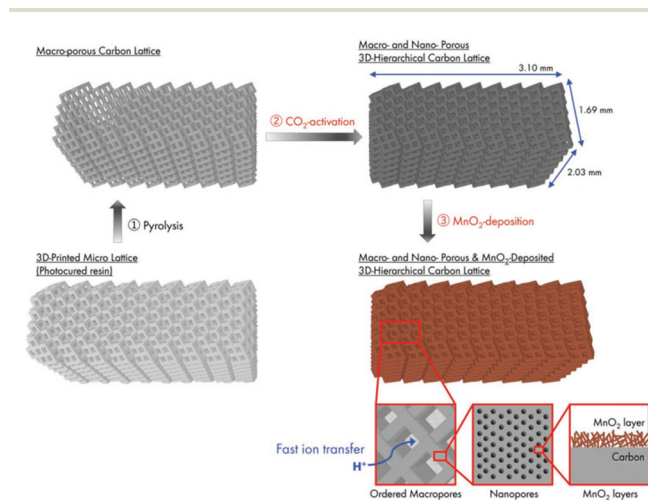 Macro-porous Carbon Lattice
Macro- and Nano- Porous
3D-Hierarchical Carbon Lattice
3.10 mm
1.69 mm
2.03 mm
② CO₂-activation
① Pyrolysis
③ MnO₂-deposition
3D-Printed Micro Lattice
(Photocured resin)
Macro- and Nano- Porous & MnO₂-Deposited
3D-Hierarchical Carbon Lattice
Fast ion transfer
H⁺
MnO₂ layer
Carbon
Ordered Macropores
Nanopores
MnO₂ layers